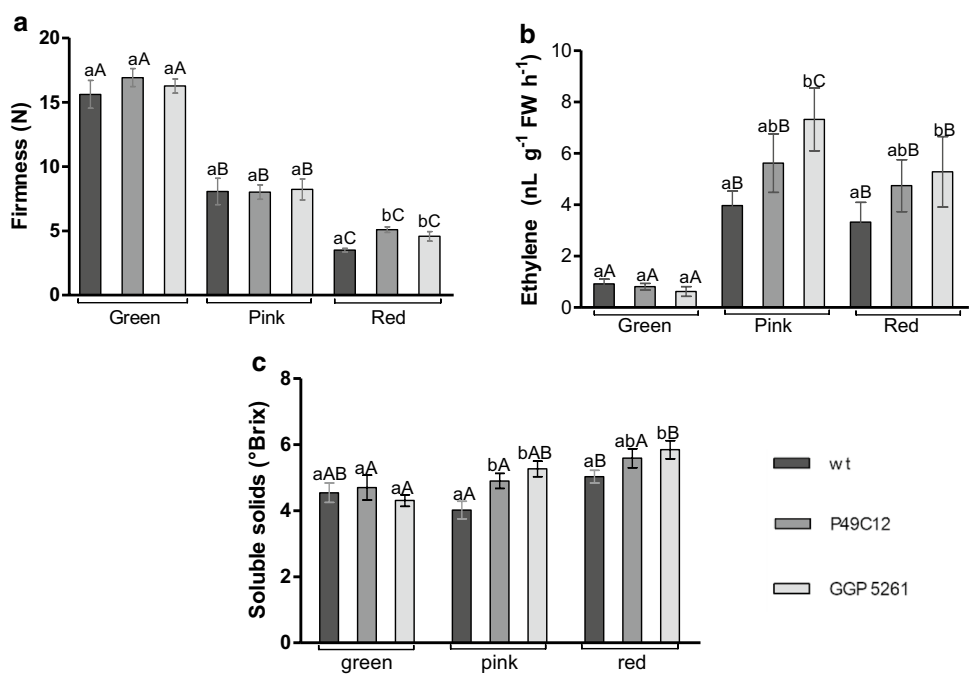 a
Firmness (N)
20
15
10
5
0
aA aA aA
aB aB aB
aC bC bC
Green Pink Red
b
Ethylene (nL g⁻¹ FW h⁻¹)
10
8
6
4
2
0
aA aA aA
aB abB bC
aB abB bB
Green Pink Red
c
Soluble solids (°Brix)
8
6
4
2
0
aAB aA aA
aA bA bAB
aB abA bB
green pink red
wt
P49C12
GGP 5261